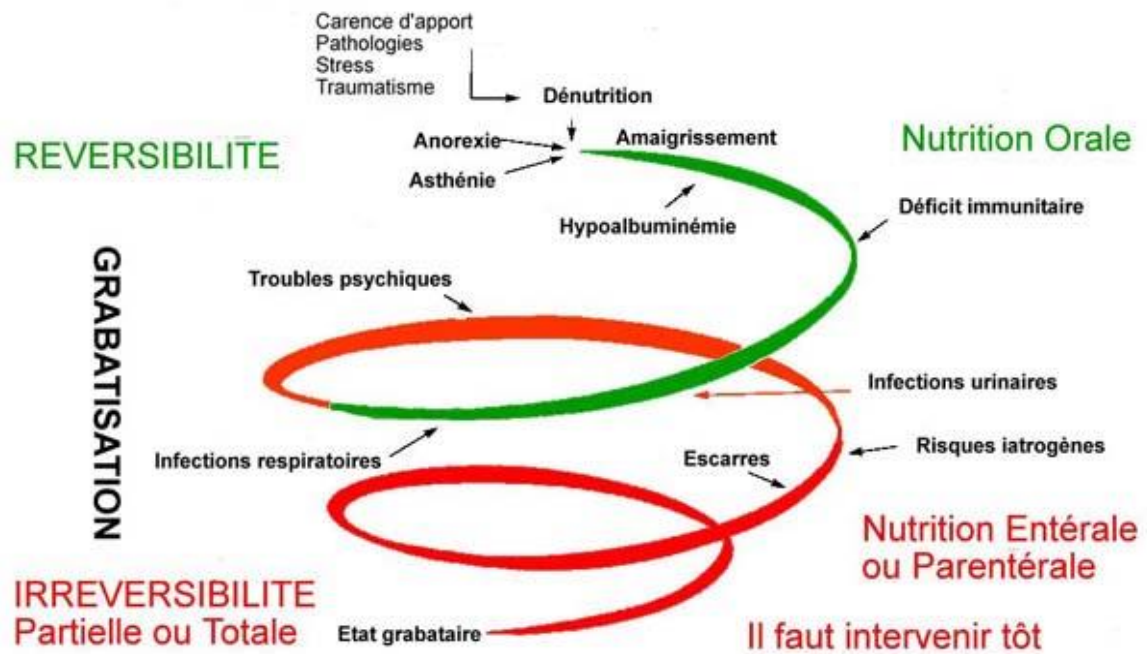 Carence d'apport
Pathologies
Stress
Traumatisme
Dénutrition
Anorexie
Amaigrissement
Asthénie
REVERSIBILITE
Nutrition Orale
Hypoalbuminémie
Déficit immunitaire
GRABATISATION
Troubles psychiques
Infections urinaires
Infections respiratoires
Escarres
Risques iatrogènes
Nutrition Entérale
ou Parentérale
IRREVERSIBILITE
Partielle ou Totale
Etat grabataire
Il faut intervenir tôt